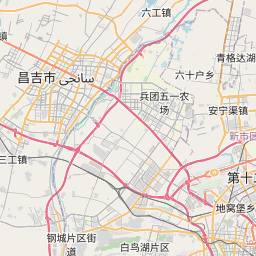 六工镇
青格达湖
昌吉市 سانجى
六十户乡
兵团五一农
场
安宁渠镇
新市区
三工镇
第十三
地窝堡乡
钢城片区街
道
白鸟湖片区